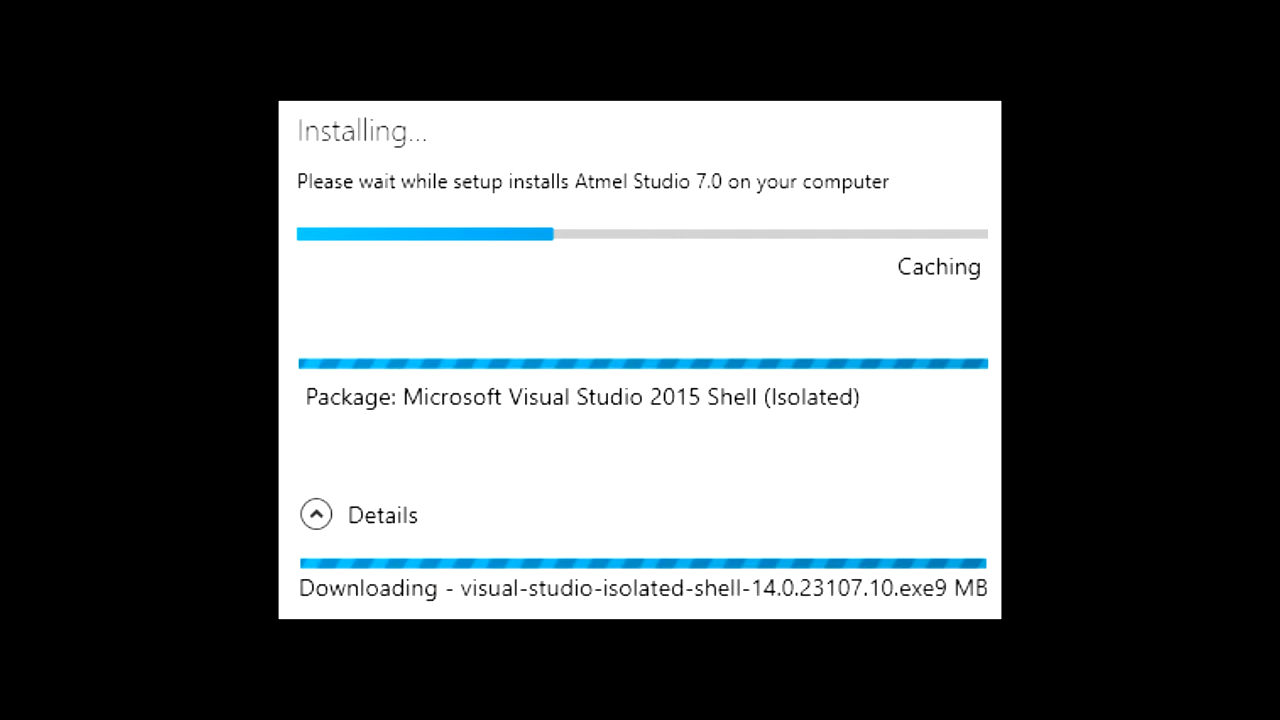 Installing...
Please wait while setup installs Atmel Studio 7.0 on your computer
Caching
Package: Microsoft Visual Studio 2015 Shell (Isolated)
Details
Downloading - visual-studio-isolated-shell-14.0.23107.10.exe9 MB